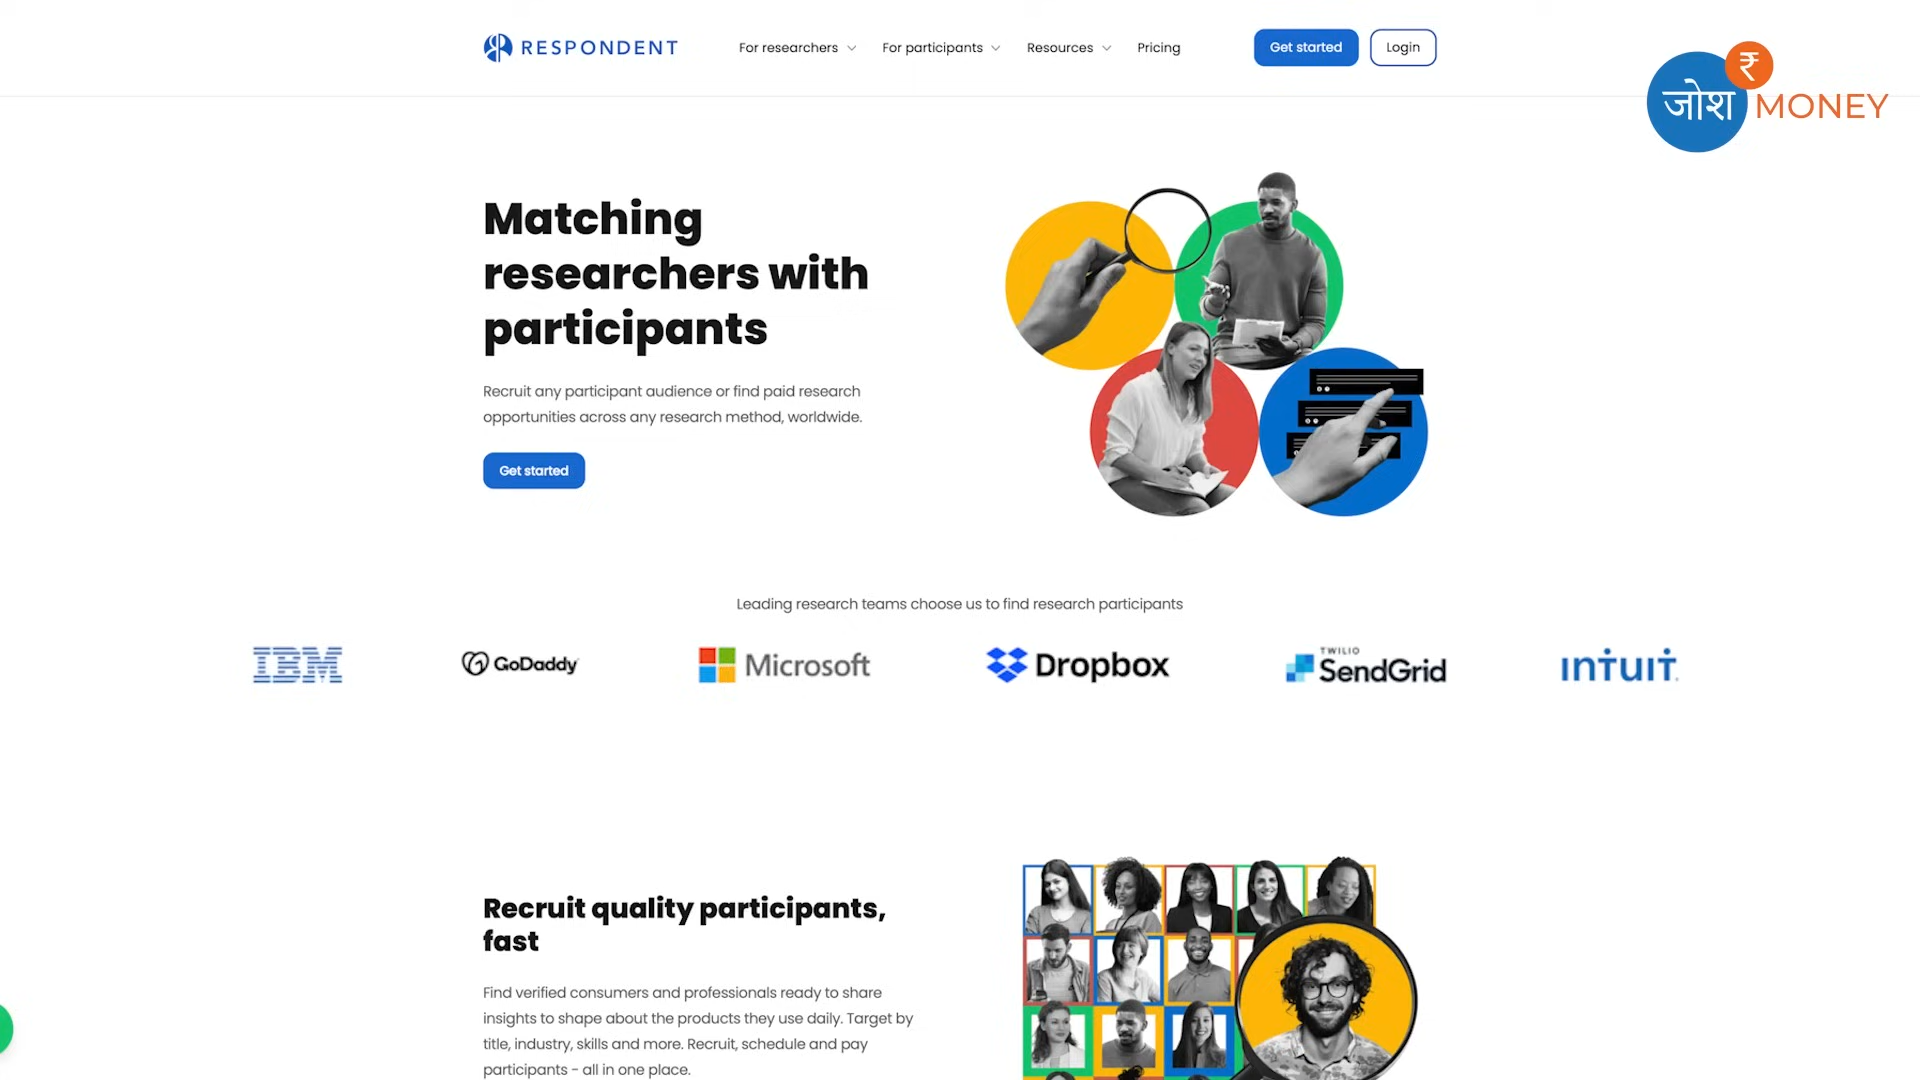 RESPONDENT
For researchers
For participants
Resources
Pricing
Get started
Login
₹
जोश MONEY
Matching
researchers with
participants
Recruit any participant audience or find paid research
opportunities across any research method, worldwide.
Get started
Leading research teams choose us to find research participants
IBM
GoDaddy
Microsoft
Dropbox
TWILIO
SendGrid
intuit
Recruit quality participants,
fast
Find verified consumers and professionals ready to share
insights to shape about the products they use daily. Target by
title, industry, skills and more. Recruit, schedule and pay
participants - all in one place.